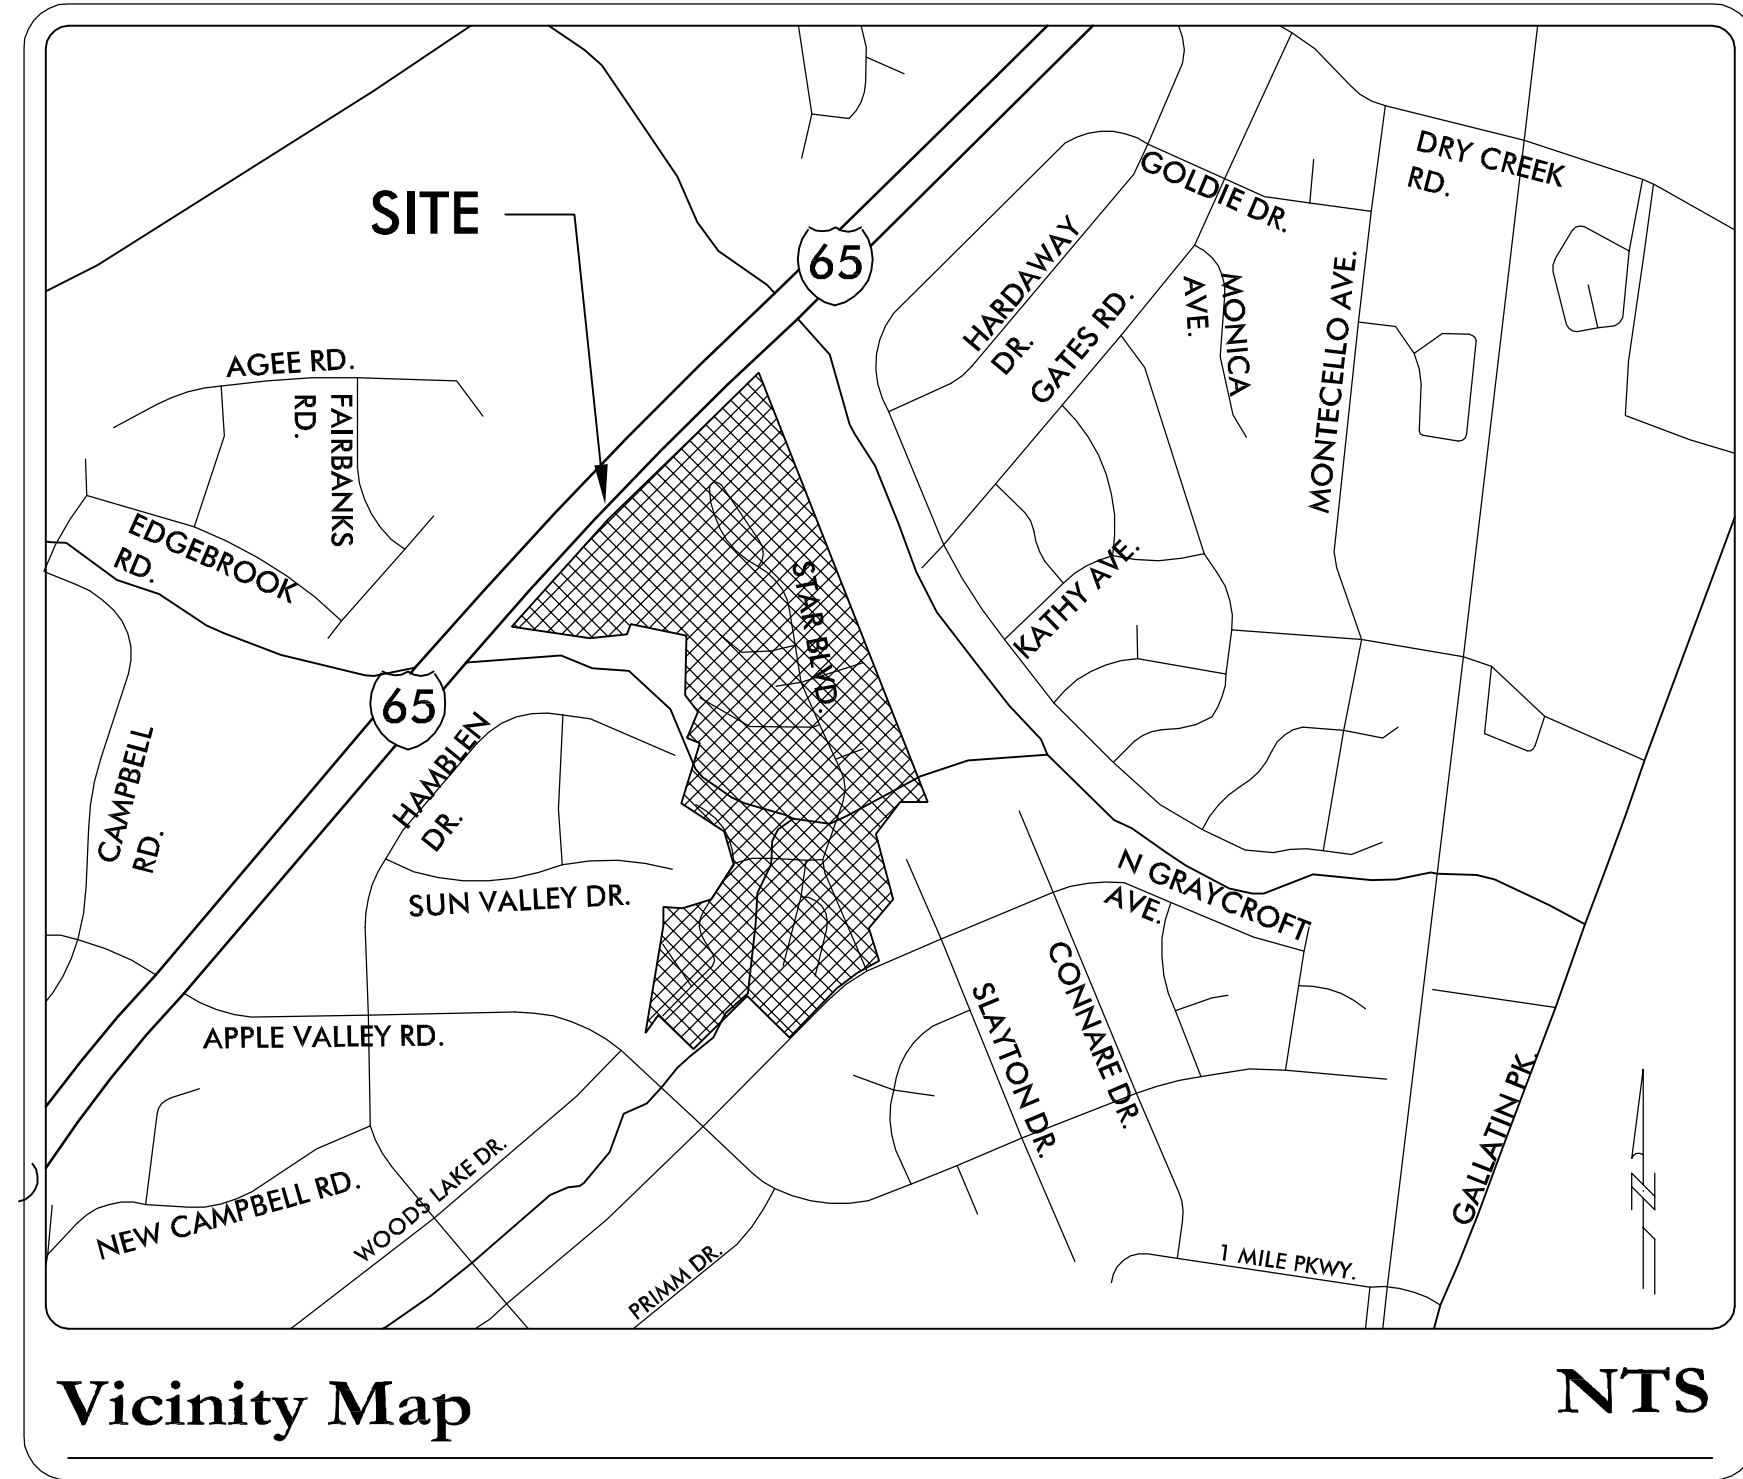 DRY CREEK
RD.
GOLDIE DR.
SITE
65
HARDAWAY
DR.
GATES RD.
MONICA
AVE.
MONTECELLO AVE.
AGEE RD.
FAIRBANKS
RD.
EDGEBROOK
RD.
STAR BLVD.
KATHY AVE.
65
HAMBLEN
DR.
CAMPBELL
RD.
SUN VALLEY DR.
N GRAYCROFT
AVE.
CONNARE DR.
SLAYTON DR.
APPLE VALLEY RD.
GALLATIN PK.
NEW CAMPBELL RD.
WOODS LAKE DR.
PRIMM DR.
1 MILE PKWY.
N
Vicinity Map
NTS